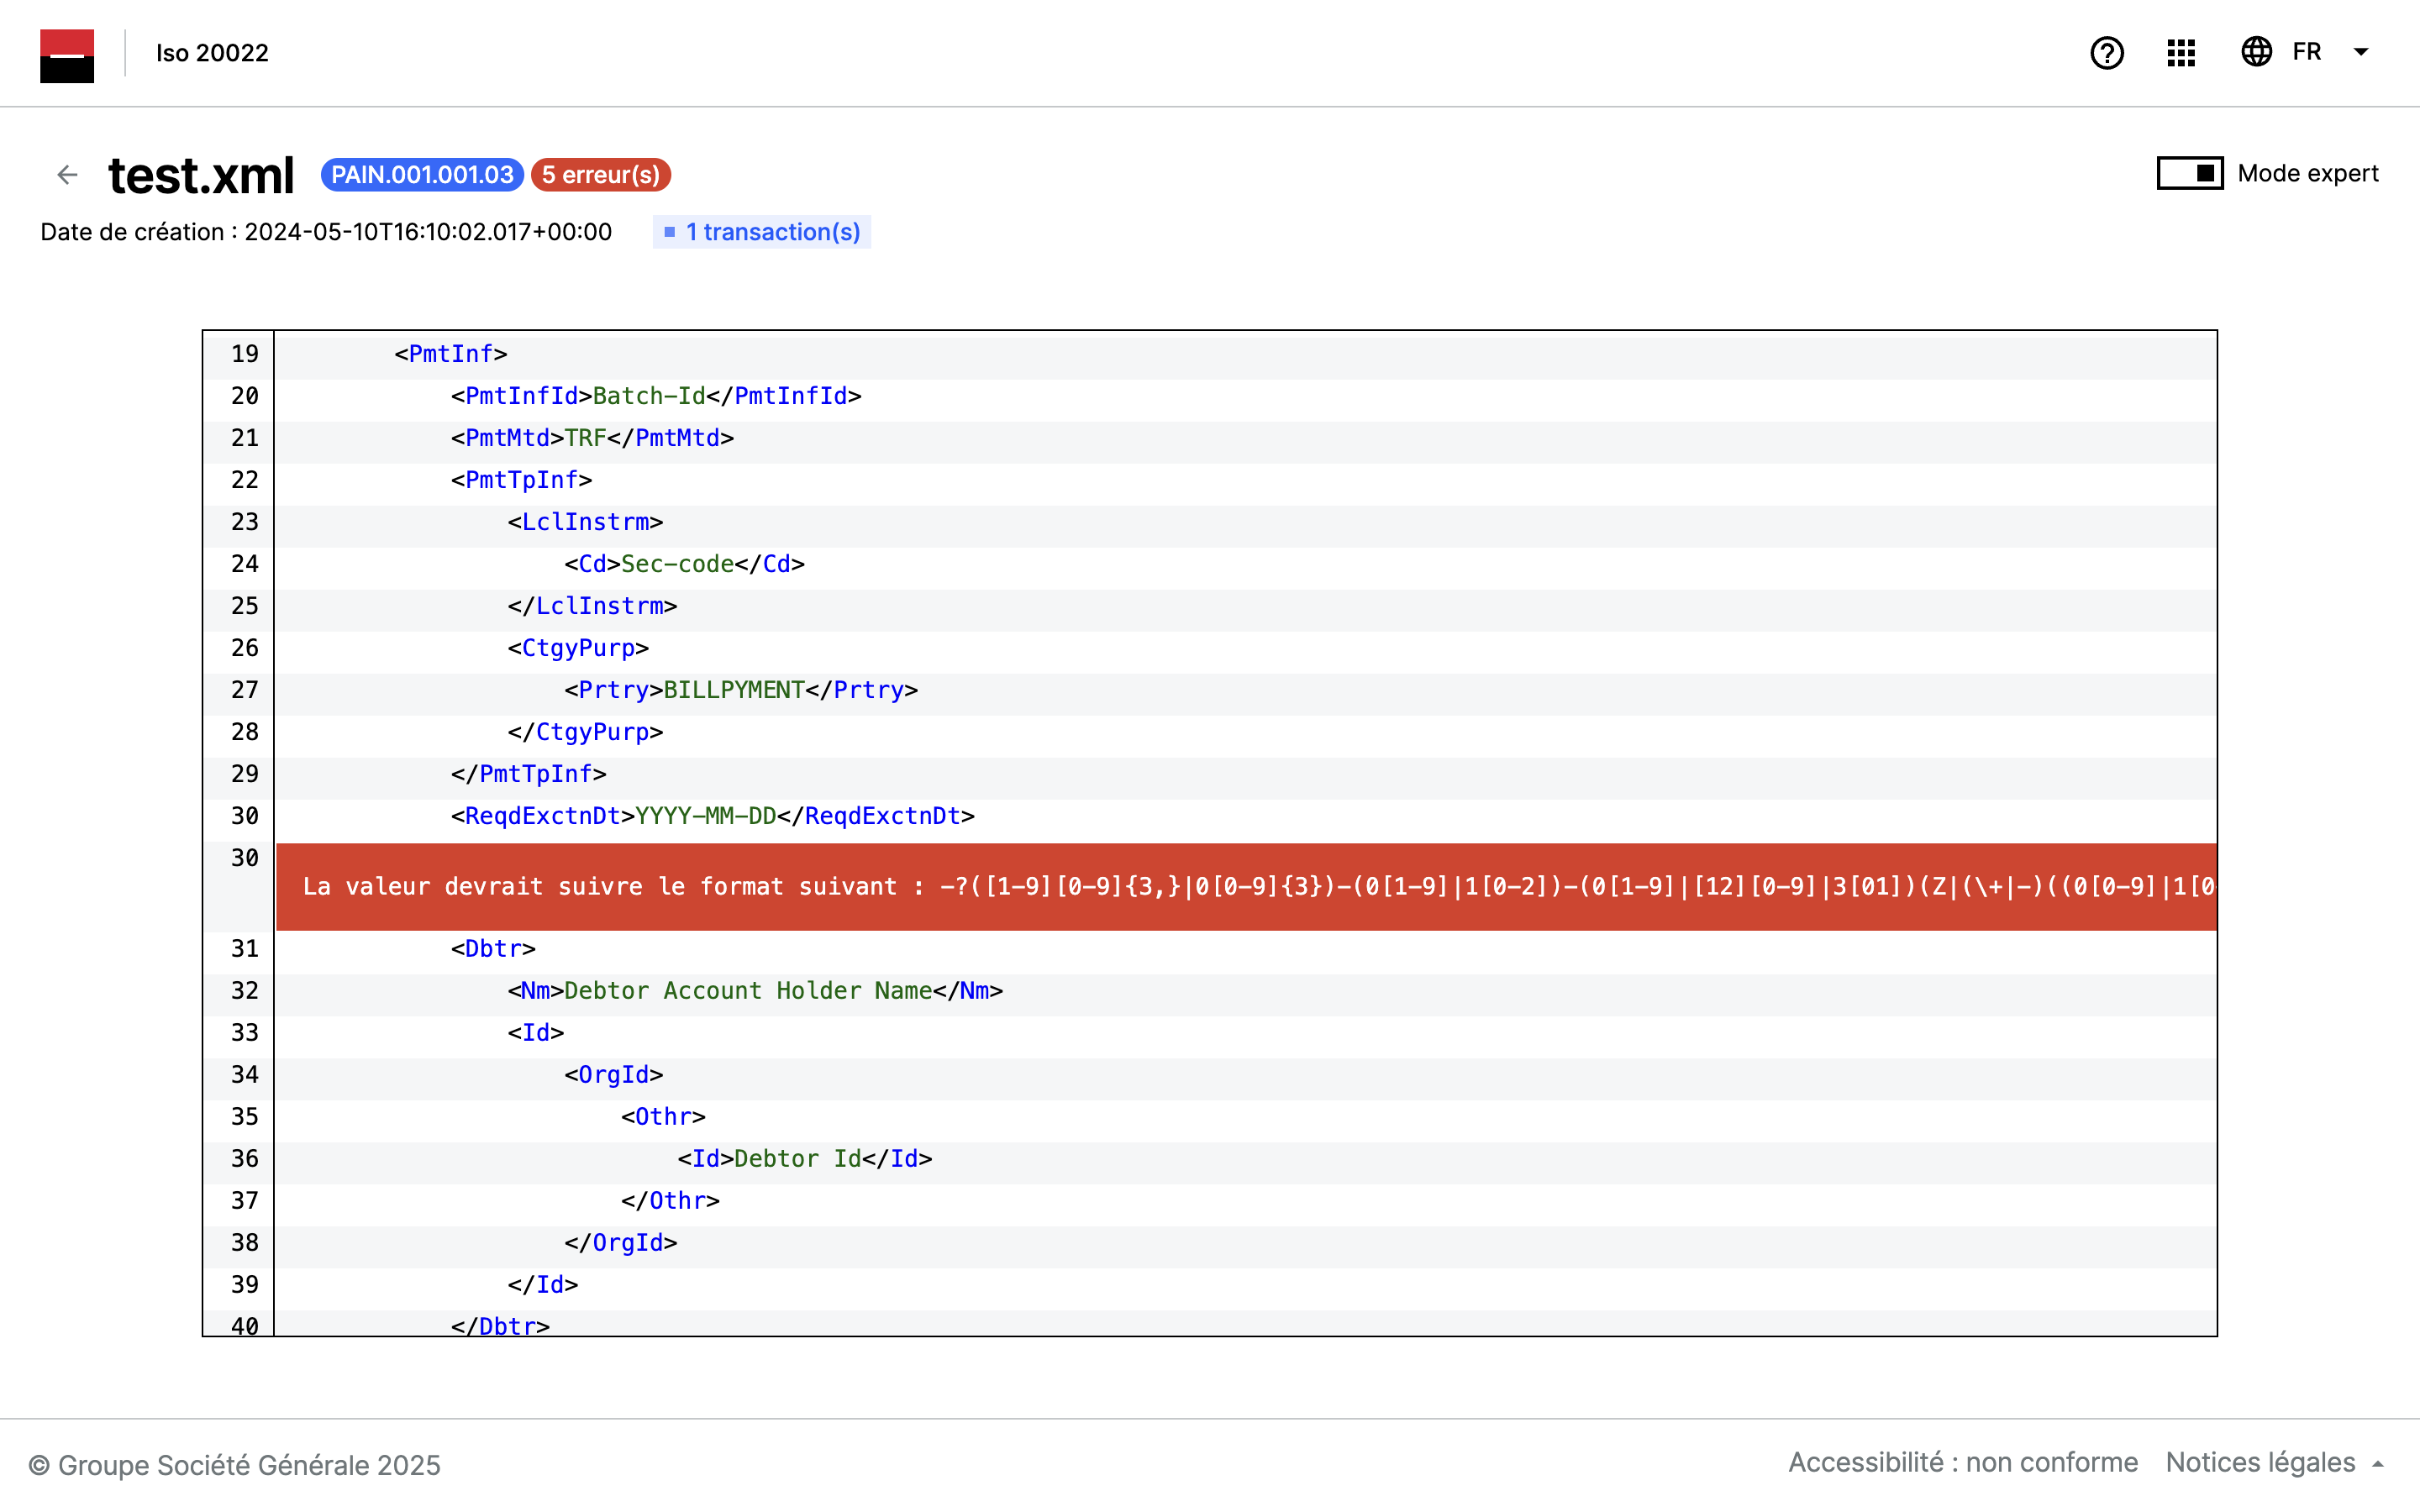 Iso 20022
FR
test.xml PAIN.001.001.03 5 erreur(s)
Mode expert
Date de création : 2024-05-10T16:10:02.017+00:00 1 transaction(s)
19 <PmtInf>
20 <PmtInfId>Batch-Id</PmtInfId>
21 <PmtMtd>TRF</PmtMtd>
22 <PmtTpInf>
23 <LclInstrm>
24 <Cd>Sec-code</Cd>
25 </LclInstrm>
26 <CtgyPurp>
27 <Prtry>BILLPYMENT</Prtry>
28 </CtgyPurp>
29 </PmtTpInf>
30 <ReqdExctnDt>YYYY-MM-DD</ReqdExctnDt>
30 La valeur devrait suivre le format suivant : -?([1-9][0-9]{3,}|0[0-9]{3})-(0[1-9]|1[0-2])-(0[1-9]|[12][0-9]|3[01])(Z|(\+|-)((0[0-9]|1[0
31 <Dbtr>
32 <Nm>Debtor Account Holder Name</Nm>
33 <Id>
34 <OrgId>
35 <Othr>
36 <Id>Debtor Id</Id>
37 </Othr>
38 </OrgId>
39 </Id>
40 </Dbtr>
© Groupe Société Générale 2025
Accessibilité : non conforme Notices légales